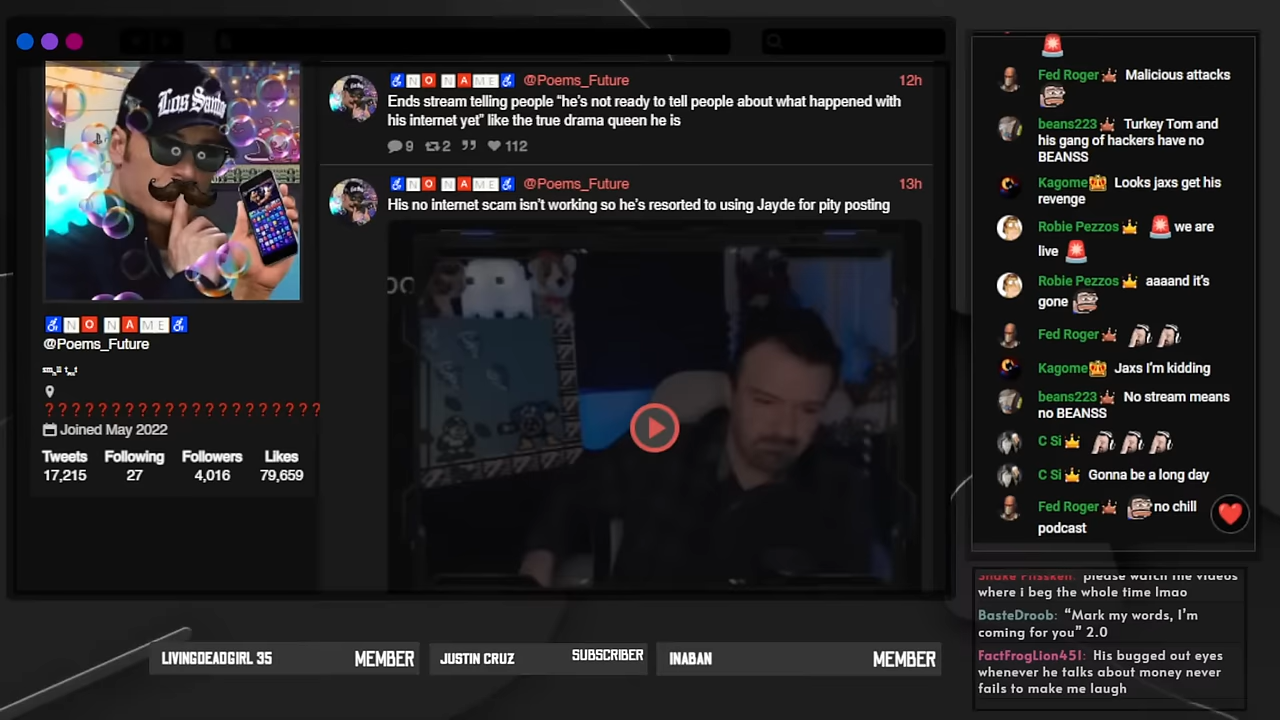 Los Santos
NO NAME
@Poems_Future
Joined May 2022
Tweets Following Followers Likes
17,215 27 4,016 79,659
NO NAME @Poems_Future 12h
Ends stream telling people “he's not ready to tell people about what happened with
his internet yet” like the true drama queen he is
9 2 112
NO NAME @Poems_Future 13h
His no internet scam isn't working so he's resorted to using Jayde for pity posting
Fed Roger Malicious attacks
beans223 Turkey Tom and
his gang of hackers have no
BEANSS
Kagome Looks jaxs get his
revenge
Robie Pezzos we are
live
Robie Pezzos aaaand it's
gone
Fed Roger
Kagome Jaxs I'm kidding
beans223 No stream means
no BEANSS
C Si
C Si Gonna be a long day
Fed Roger no chill
podcast
Snake Plissken: please watch the videos
where i beg the whole time lmao
BasteDroob: “Mark my words, I'm
coming for you” 2.0
FactFrogLion451: His bugged out eyes
whenever he talks about money never
fails to make me laugh
LIVINGDEADGIRL 35 MEMBER
JUSTIN CRUZ SUBSCRIBER
INABAN MEMBER